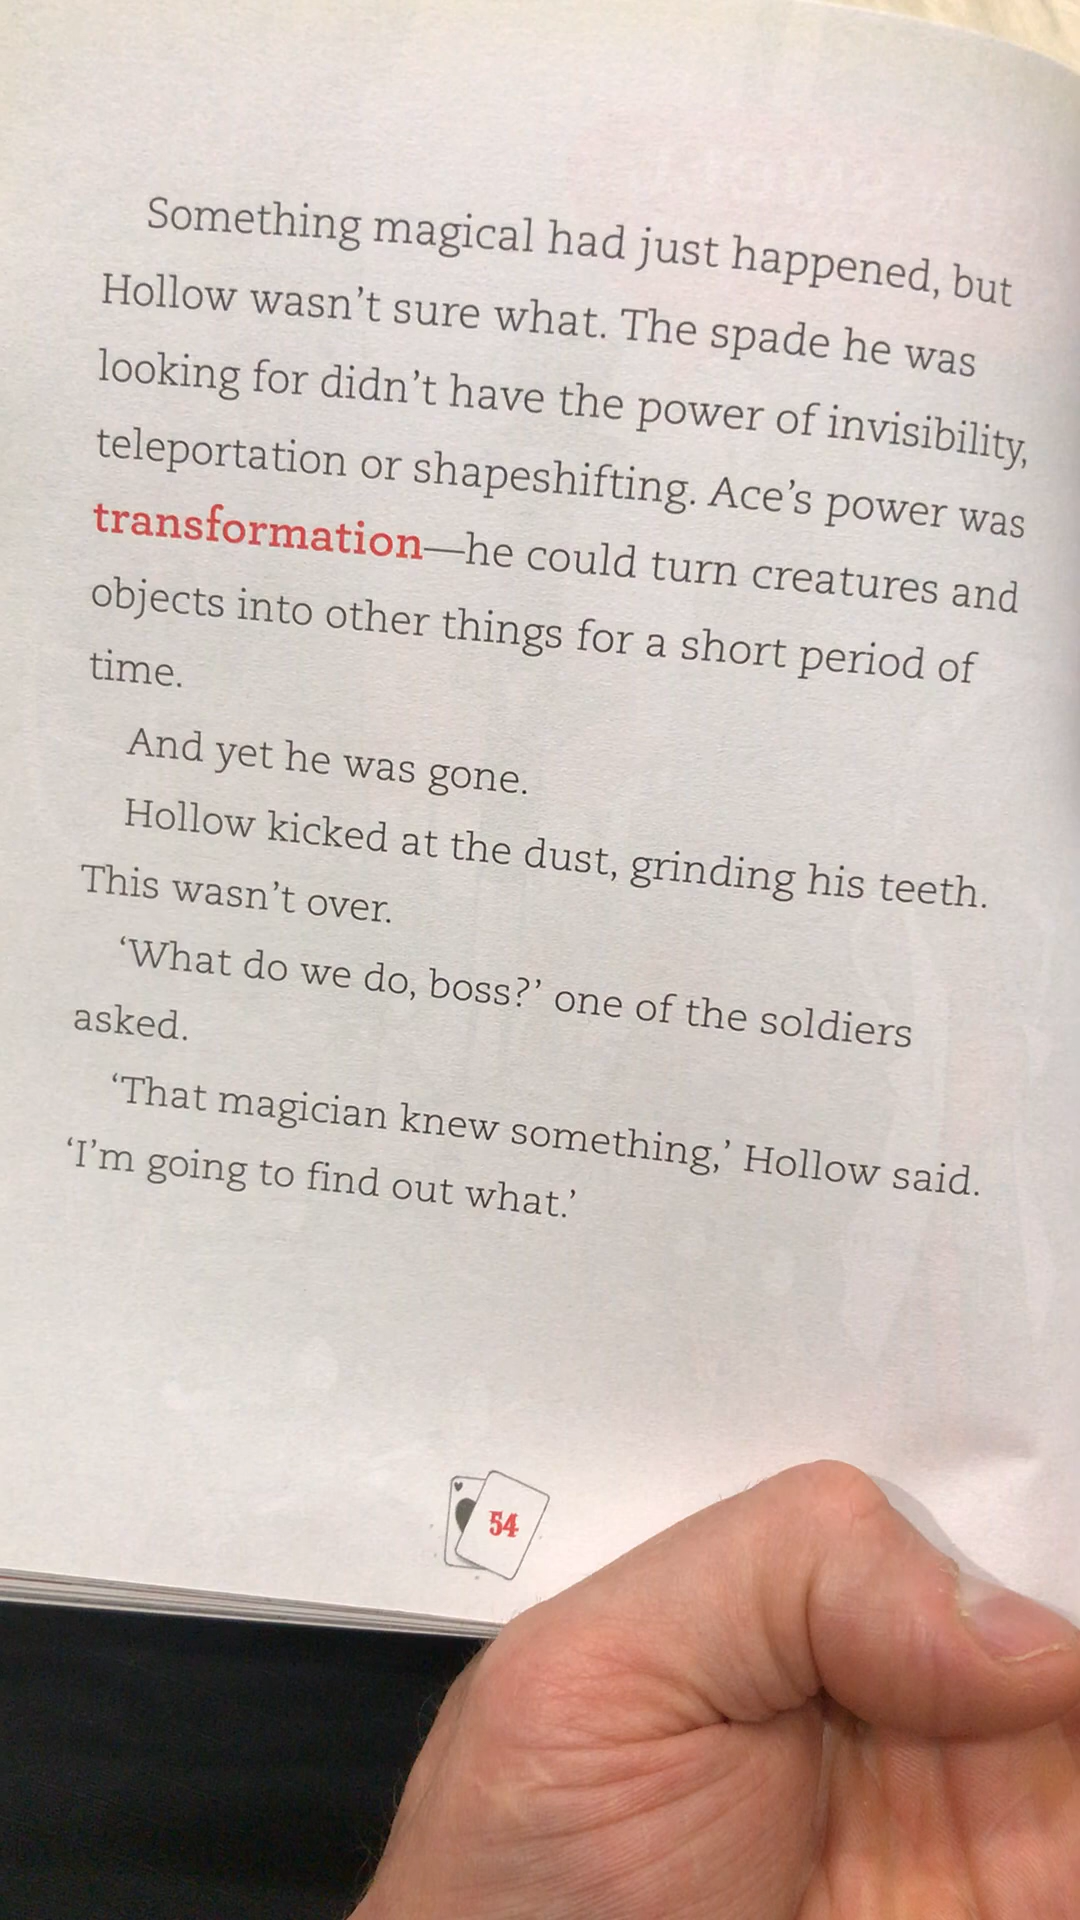 Something magical had just happened, but
Hollow wasn’t sure what. The spade he was
looking for didn’t have the power of invisibility,
teleportation or shapeshifting. Ace’s power was
transformation—he could turn creatures and
objects into other things for a short period of
time.
And yet he was gone.
Hollow kicked at the dust, grinding his teeth.
This wasn’t over.
‘What do we do, boss?’ one of the soldiers
asked.
‘That magician knew something,’ Hollow said.
‘I’m going to find out what.’
54